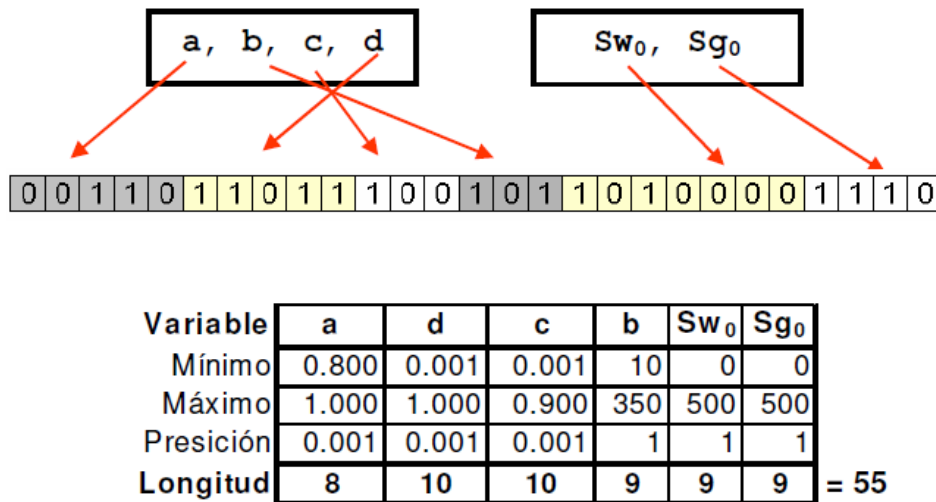 a, b, c, d
Sw₀, Sg₀
0 0 1 1 0 1 1 0 1 1 1 0 0 1 0 1 1 0 1 0 0 0 0 1 1 1 0
Variable a d c b Sw₀ Sg₀
Mínimo 0.800 0.001 0.001 10 0 0
Máximo 1.000 1.000 0.900 350 500 500
Presición 0.001 0.001 0.001 1 1 1
Longitud 8 10 10 9 9 9 = 55